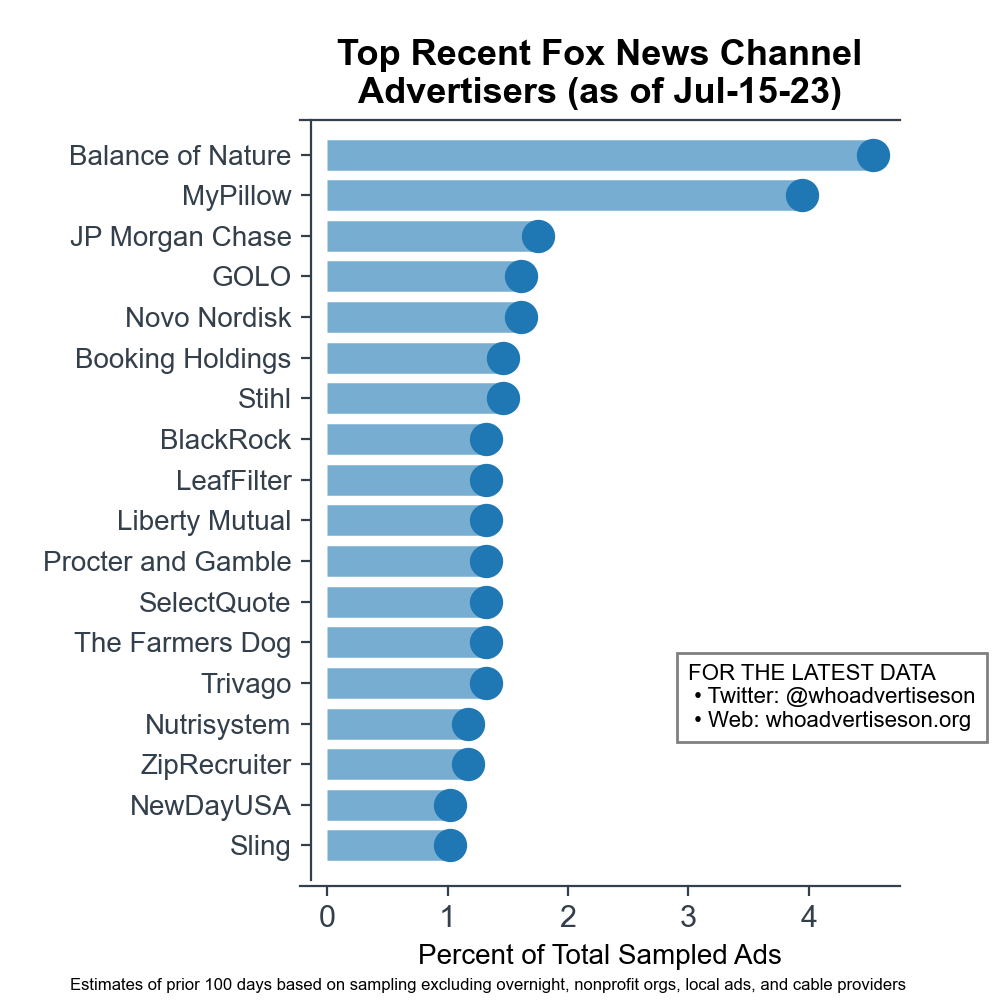 Top Recent Fox News Channel
Advertisers (as of Jul-15-23)
Balance of Nature
MyPillow
JP Morgan Chase
GOLO
Novo Nordisk
Booking Holdings
Stihl
BlackRock
LeafFilter
Liberty Mutual
Procter and Gamble
SelectQuote
The Farmers Dog
Trivago
Nutrisystem
ZipRecruiter
NewDayUSA
Sling
FOR THE LATEST DATA
• Twitter: @whoadvertiseson
• Web: whoadvertiseson.org
0 1 2 3 4
Percent of Total Sampled Ads
Estimates of prior 100 days based on sampling excluding overnight, nonprofit orgs, local ads, and cable providers